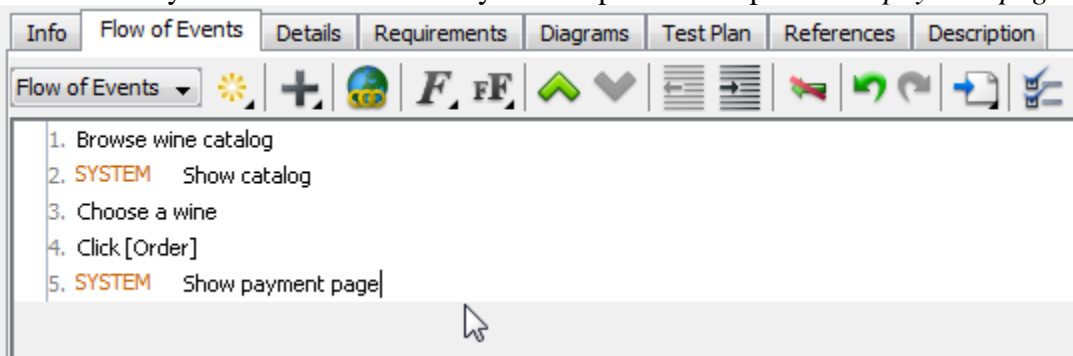 Info Flow of Events Details Requirements Diagrams Test Plan References Description
Flow of Events F FF
1. Browse wine catalog
2. SYSTEM Show catalog
3. Choose a wine
4. Click [Order]
5. SYSTEM Show payment page